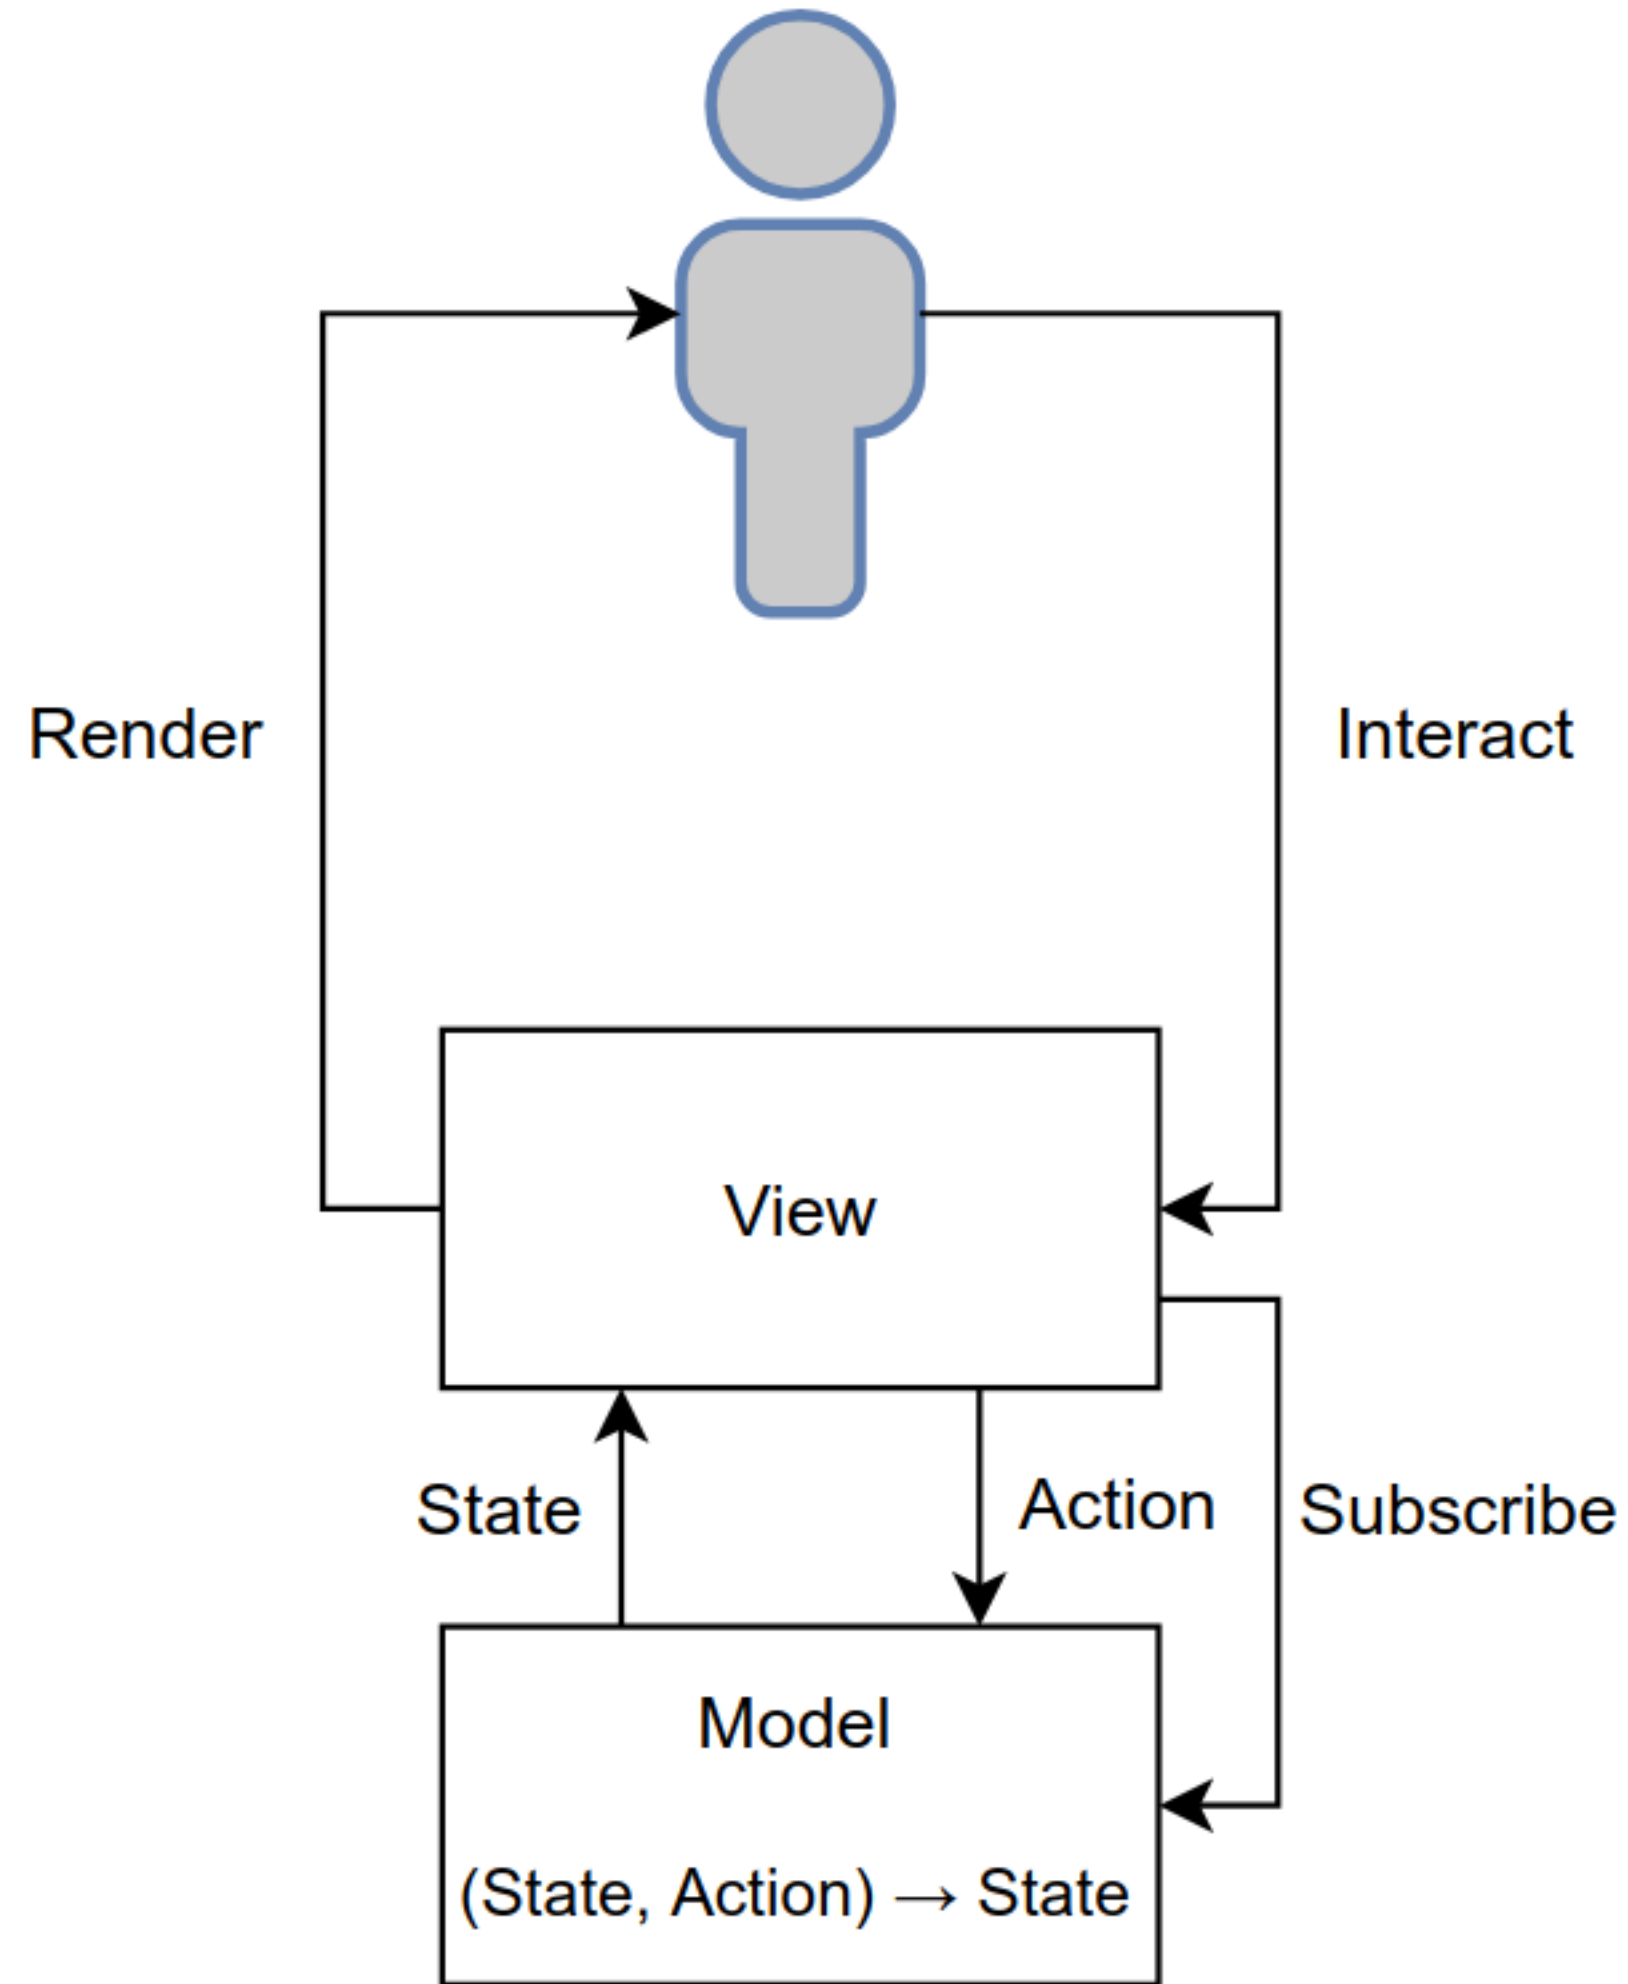 Render
Interact
View
State
Action
Subscribe
Model
(State, Action) → State